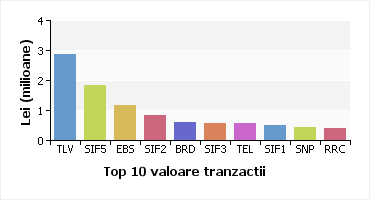 4
3
2
1
0
Lei (milioane)
TLV SIF5 EBS SIF2 BRD SIF3 TEL SIF1 SNP RRC
Top 10 valoare tranzactii